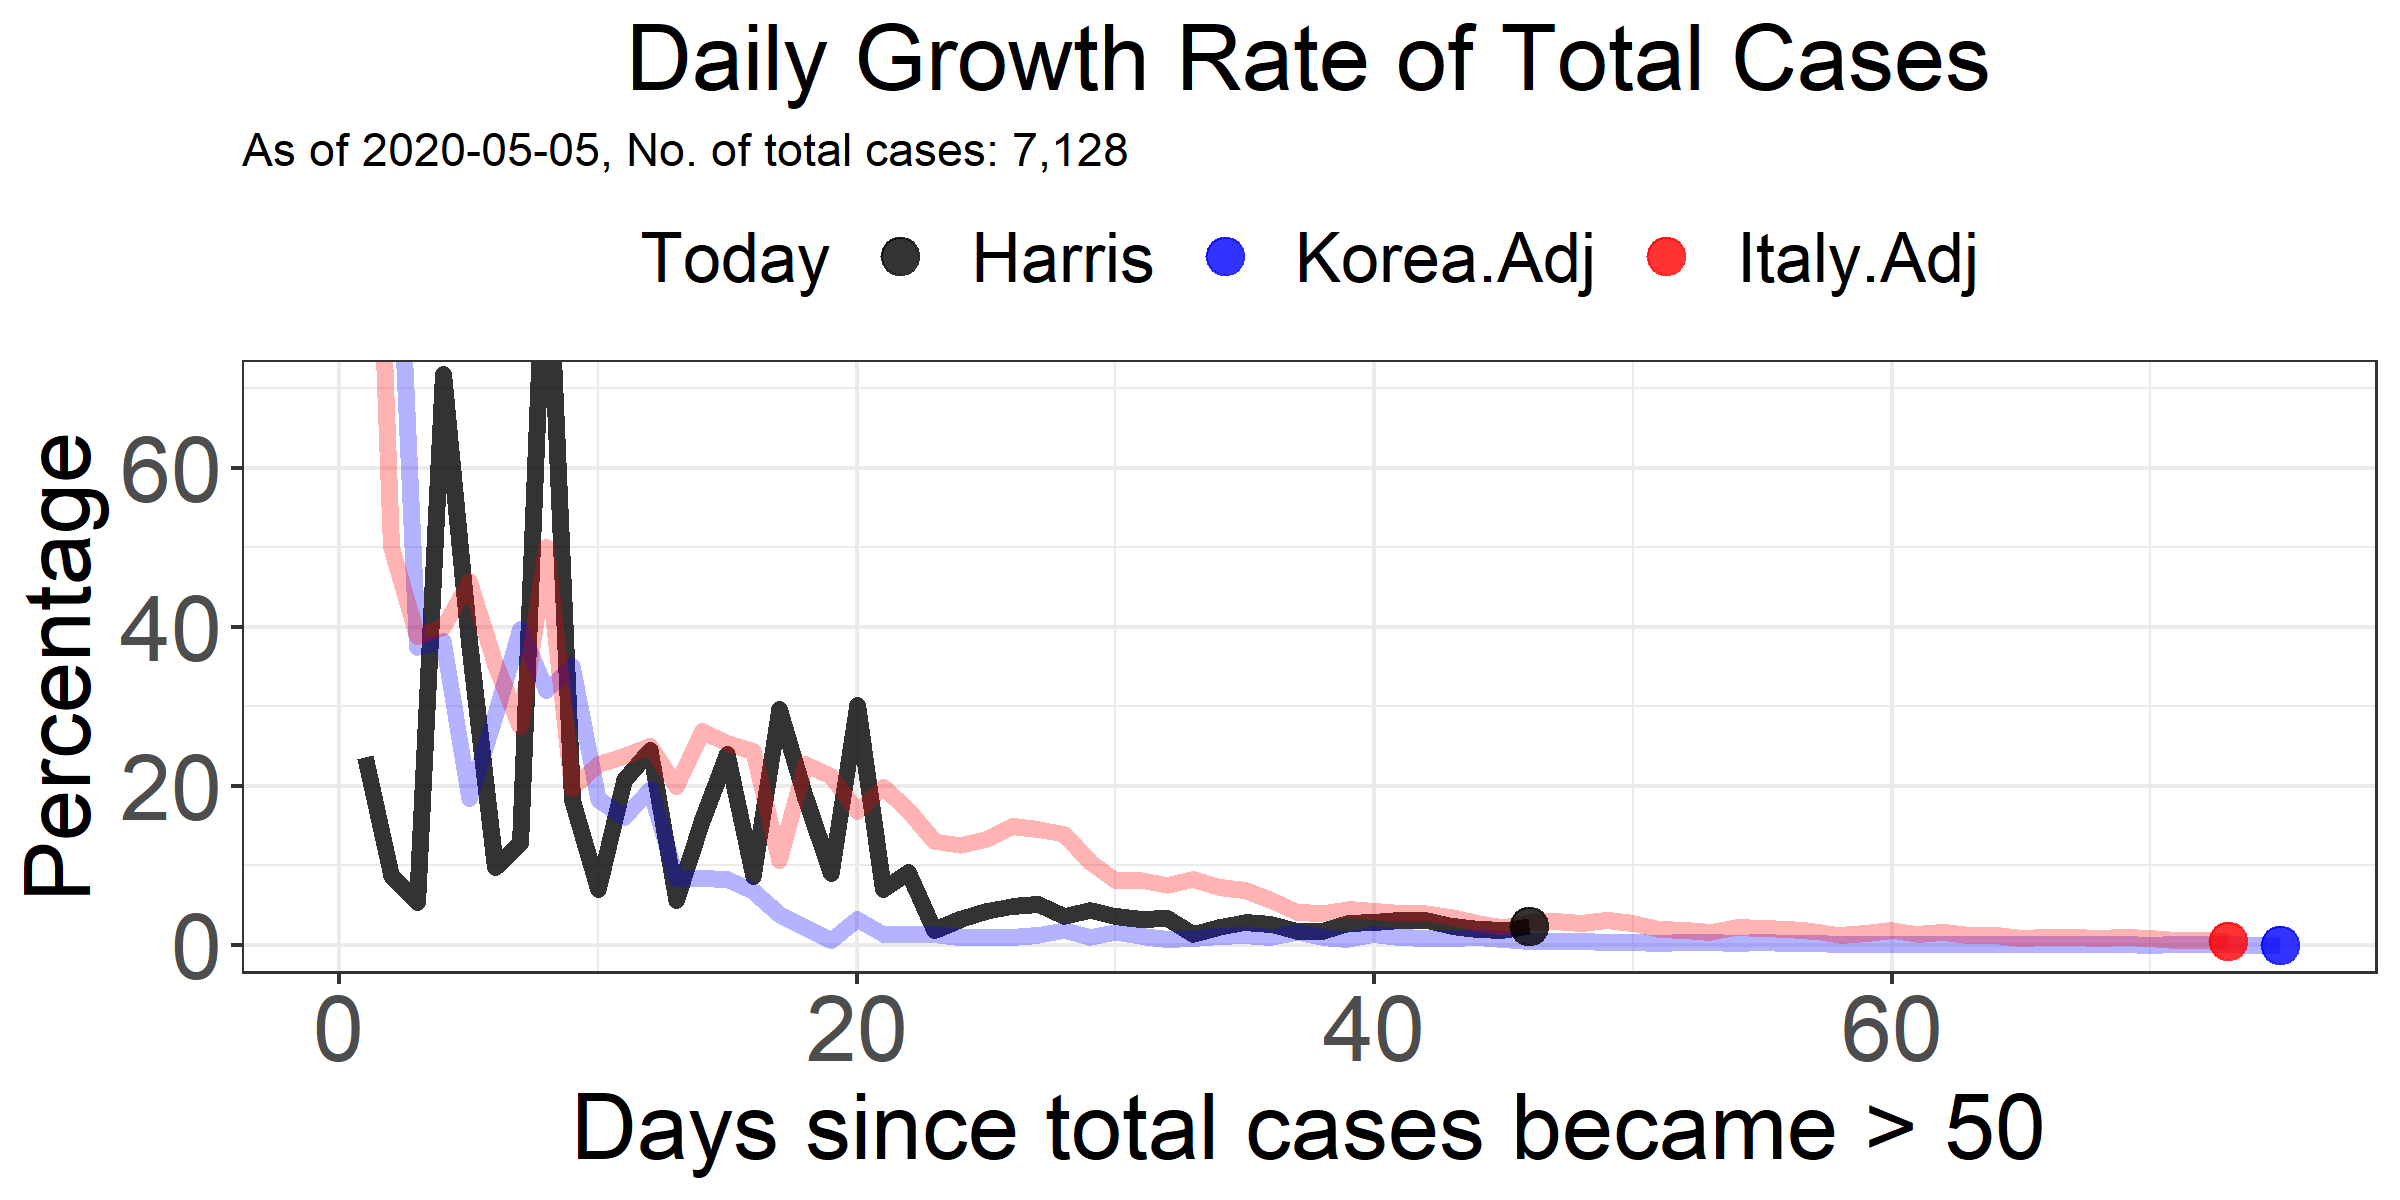 Daily Growth Rate of Total Cases
As of 2020-05-05, No. of total cases: 7,128
Today Harris Korea.Adj Italy.Adj
Percentage
60
40
20
0
0 20 40 60
Days since total cases became > 50